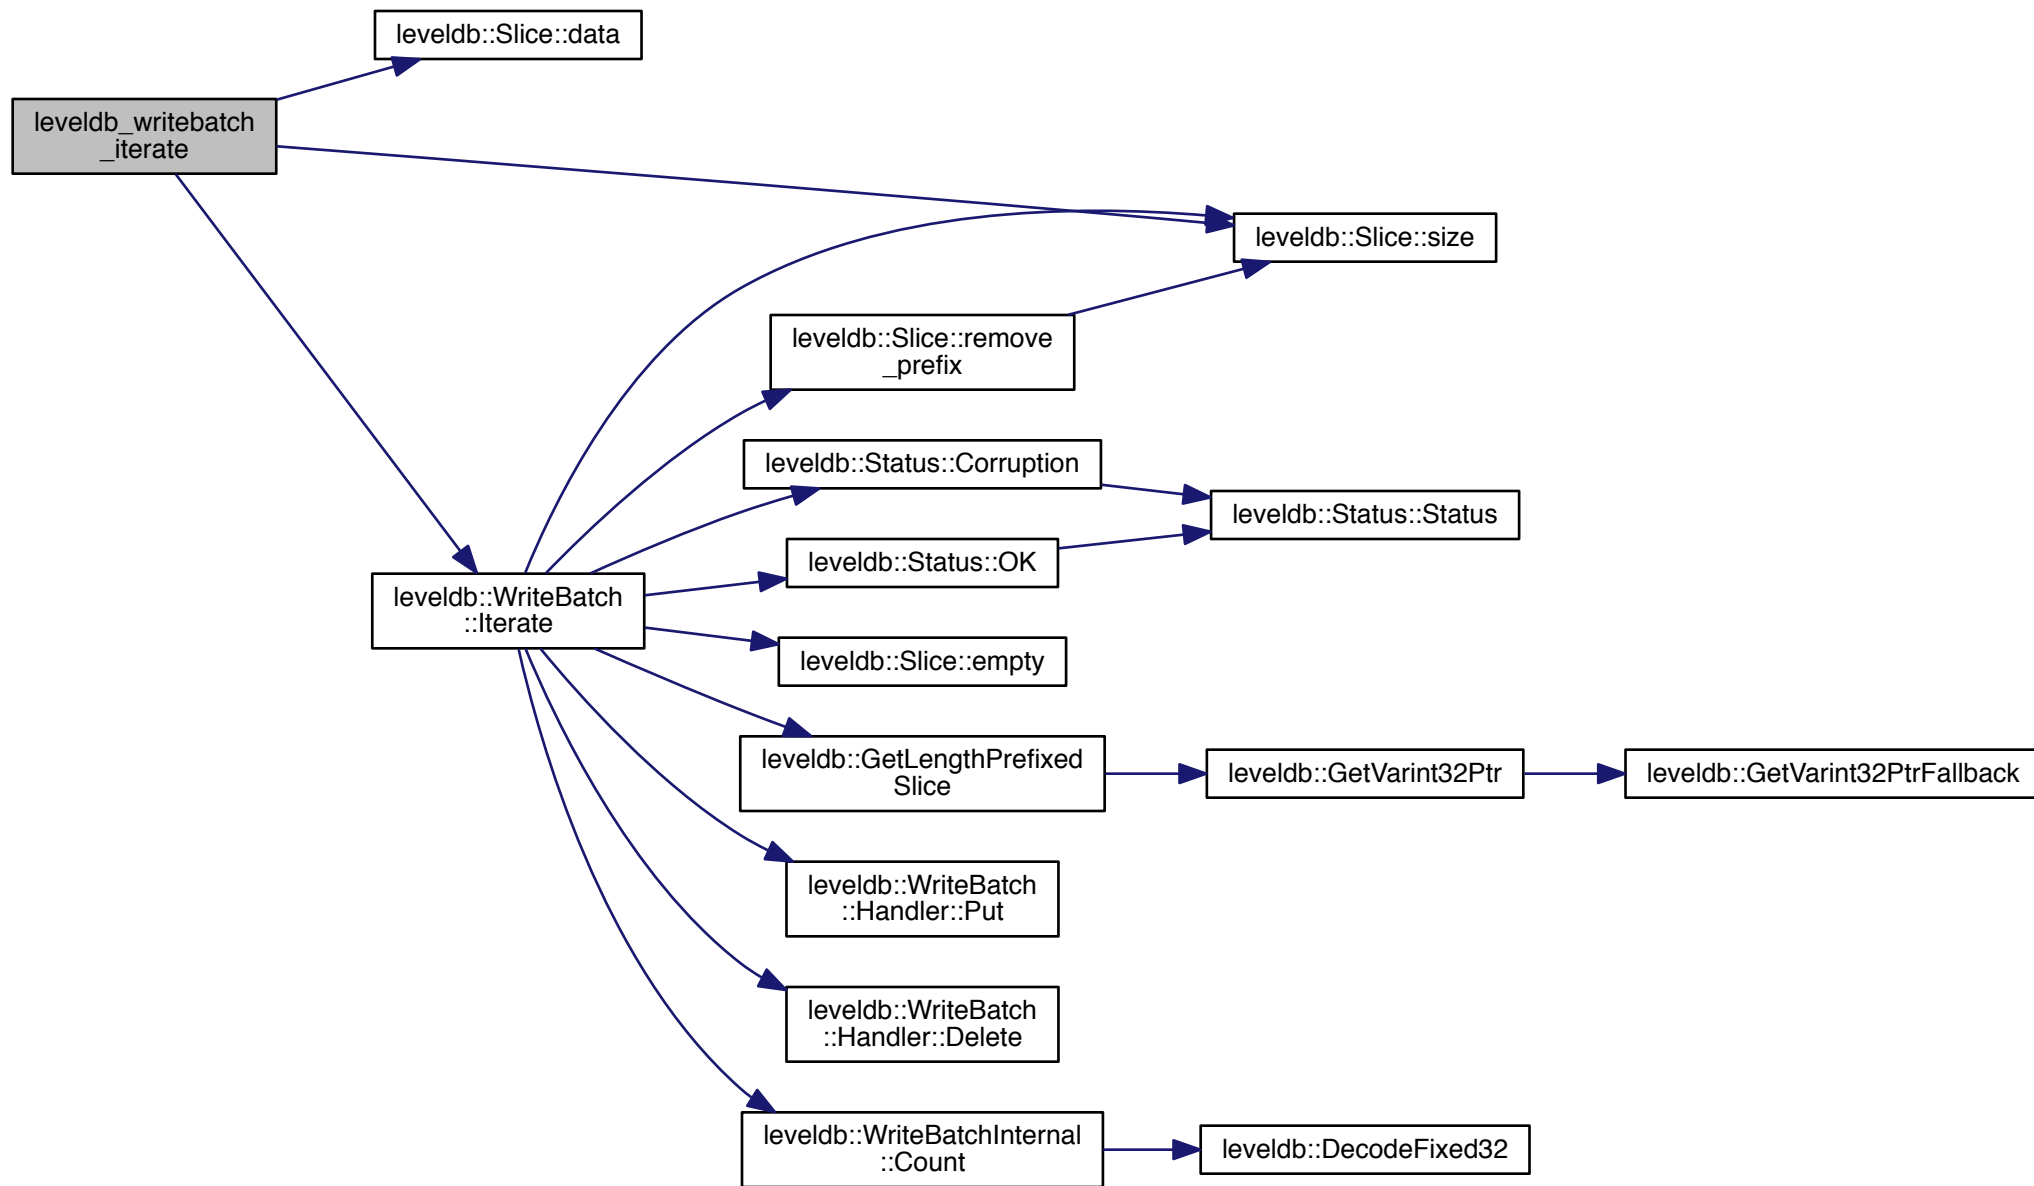 leveldb::Slice::data
leveldb_writebatch
_iterate
leveldb::Slice::size
leveldb::Slice::remove
_prefix
leveldb::Status::Corruption
leveldb::Status::Status
leveldb::Status::OK
leveldb::WriteBatch
::Iterate
leveldb::Slice::empty
leveldb::GetLengthPrefixed
Slice
leveldb::GetVarint32Ptr
leveldb::GetVarint32PtrFallback
leveldb::WriteBatch
::Handler::Put
leveldb::WriteBatch
::Handler::Delete
leveldb::WriteBatchInternal
::Count
leveldb::DecodeFixed32